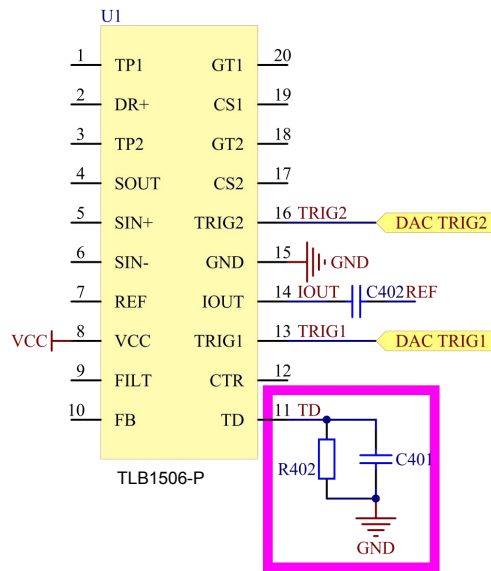 U1
1 TP1 GT1 20
2 DR+ CS1 19
3 TP2 GT2 18
4 SOUT CS2 17
5 SIN+ TRIG2 16 TRIG2 DAC TRIG2
6 SIN- GND 15 GND
7 REF IOUT 14 IOUT C402 REF
VCC 8 VCC TRIG1 13 TRIG1 DAC TRIG1
9 FILT CTR 12
10 FB TD 11 TD
R402 C401
TLB1506-P
GND